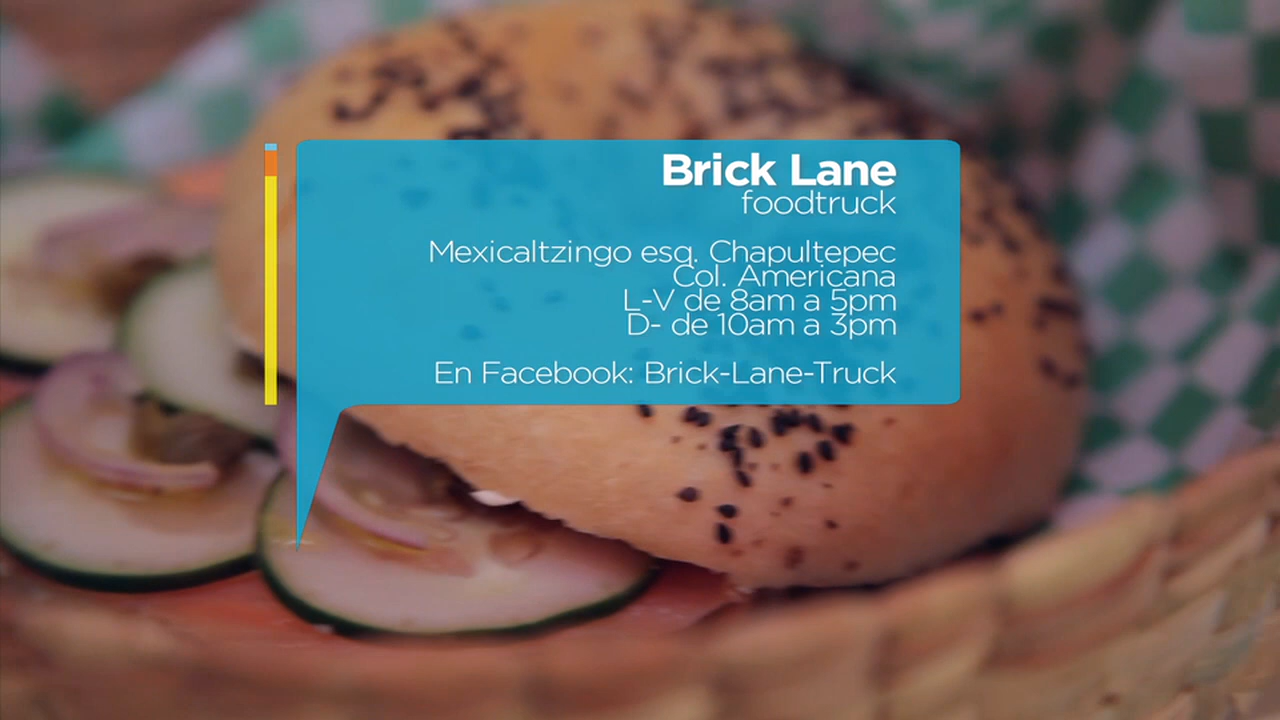 Brick Lane
foodtruck
Mexicaltzingo esq. Chapultepec
Col. Americana
L-V de 8am a 5pm
D- de 10am a 3pm
En Facebook: Brick-Lane-Truck